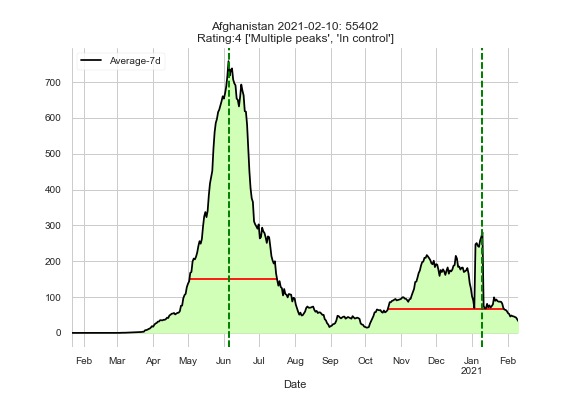 Afghanistan 2021-02-10: 55402
Rating:4 ['Multiple peaks', 'In control']
Average-7d
700
600
500
400
300
200
100
0
Feb Mar Apr May Jun Jul Aug Sep Oct Nov Dec Jan Feb
2021
Date